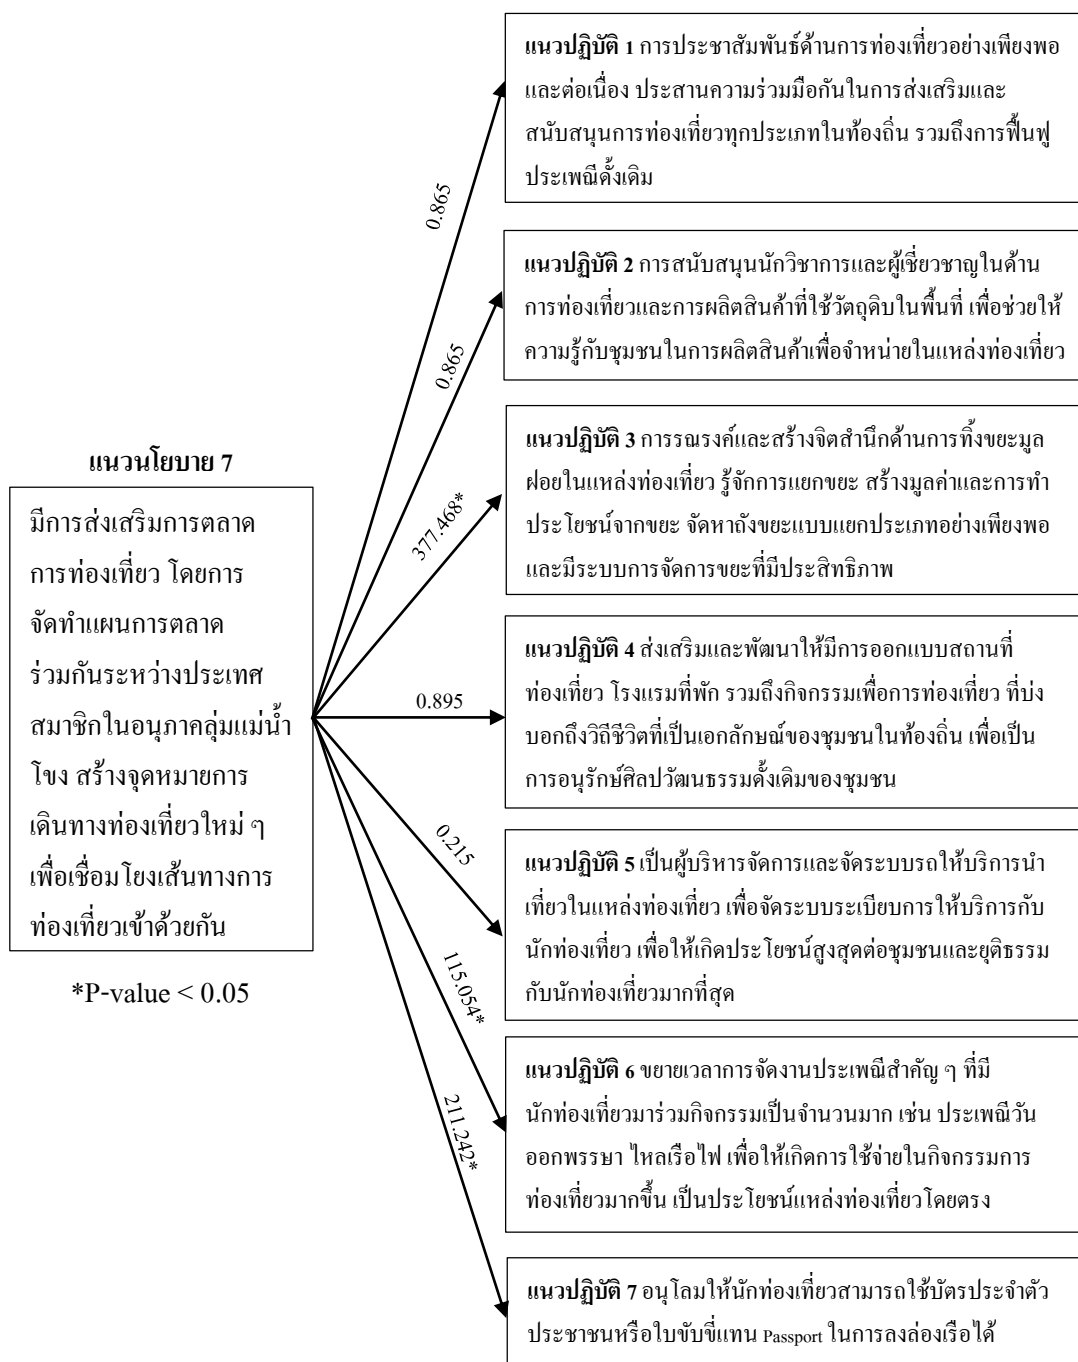 แนวปฏิบัติ 1 การประชาสัมพันธ์ด้านการท่องเที่ยวอย่างเพียงพอ
และต่อเนื่อง ประสานความร่วมมือกันในการส่งเสริมและ
สนับสนุนการท่องเที่ยวทุกประเภทในท้องถิ่น รวมถึงการฟื้นฟู
ประเพณีดั้งเดิม
0.865
แนวปฏิบัติ 2 การสนับสนุนนักวิชาการและผู้เชี่ยวชาญในด้าน
การท่องเที่ยวและการผลิตสินค้าที่ใช้วัตถุดิบในพื้นที่ เพื่อช่วยให้
ความรู้กับชุมชนในการผลิตสินค้าเพื่อจำหน่ายในแหล่งท่องเที่ยว
0.865
แนวปฏิบัติ 3 การรณรงค์และสร้างจิตสำนึกด้านการทิ้งขยะมูล
ฝอยในแหล่งท่องเที่ยว รู้จักการแยกขยะ สร้างมูลค่าและการทำ
ประโยชน์จากขยะ จัดหาถังขยะแบบแยกประเภทอย่างเพียงพอ
และมีระบบการจัดการขยะที่มีประสิทธิภาพ
377.468*
แนวนโยบาย 7
มีการส่งเสริมการตลาด
การท่องเที่ยว โดยการ
จัดทำแผนการตลาด
ร่วมกันระหว่างประเทศ
สมาชิกในอนุภาคลุ่มแม่น้ำ
โขง สร้างจุดหมายการ
เดินทางท่องเที่ยวใหม่ ๆ
เพื่อเชื่อมโยงเส้นทางการ
ท่องเที่ยวเข้าด้วยกัน
*P-value < 0.05
แนวปฏิบัติ 4 ส่งเสริมและพัฒนาให้มีการออกแบบสถานที่
ท่องเที่ยว โรงแรมที่พัก รวมถึงกิจกรรมเพื่อการท่องเที่ยว ที่บ่ง
บอกถึงวิถีชีวิตที่เป็นเอกลักษณ์ของชุมชนในท้องถิ่น เพื่อเป็น
การอนุรักษ์ศิลปวัฒนธรรมดั้งเดิมของชุมชน
0.895
0.215
แนวปฏิบัติ 5 เป็นผู้บริหารจัดการและจัดระบบรถให้บริการนำ
เที่ยวในแหล่งท่องเที่ยว เพื่อจัดระบบระเบียบการให้บริการกับ
นักท่องเที่ยว เพื่อให้เกิดประโยชน์สูงสุดต่อชุมชนและยุติธรรม
กับนักท่องเที่ยวมากที่สุด
115.054*
แนวปฏิบัติ 6 ขยายเวลาการจัดงานประเพณีสำคัญ ๆ ที่มี
นักท่องเที่ยวมาร่วมกิจกรรมเป็นจำนวนมาก เช่น ประเพณีวัน
ออกพรรษา ไหลเรือไฟ เพื่อให้เกิดการใช้จ่ายในกิจกรรมการ
ท่องเที่ยวมากขึ้น เป็นประโยชน์แหล่งท่องเที่ยวโดยตรง
211.242*
แนวปฏิบัติ 7 อนุโลมให้นักท่องเที่ยวสามารถใช้บัตรประจำตัว
ประชาชนหรือใบขับขี่แทน Passport ในการลงล่องเรือได้